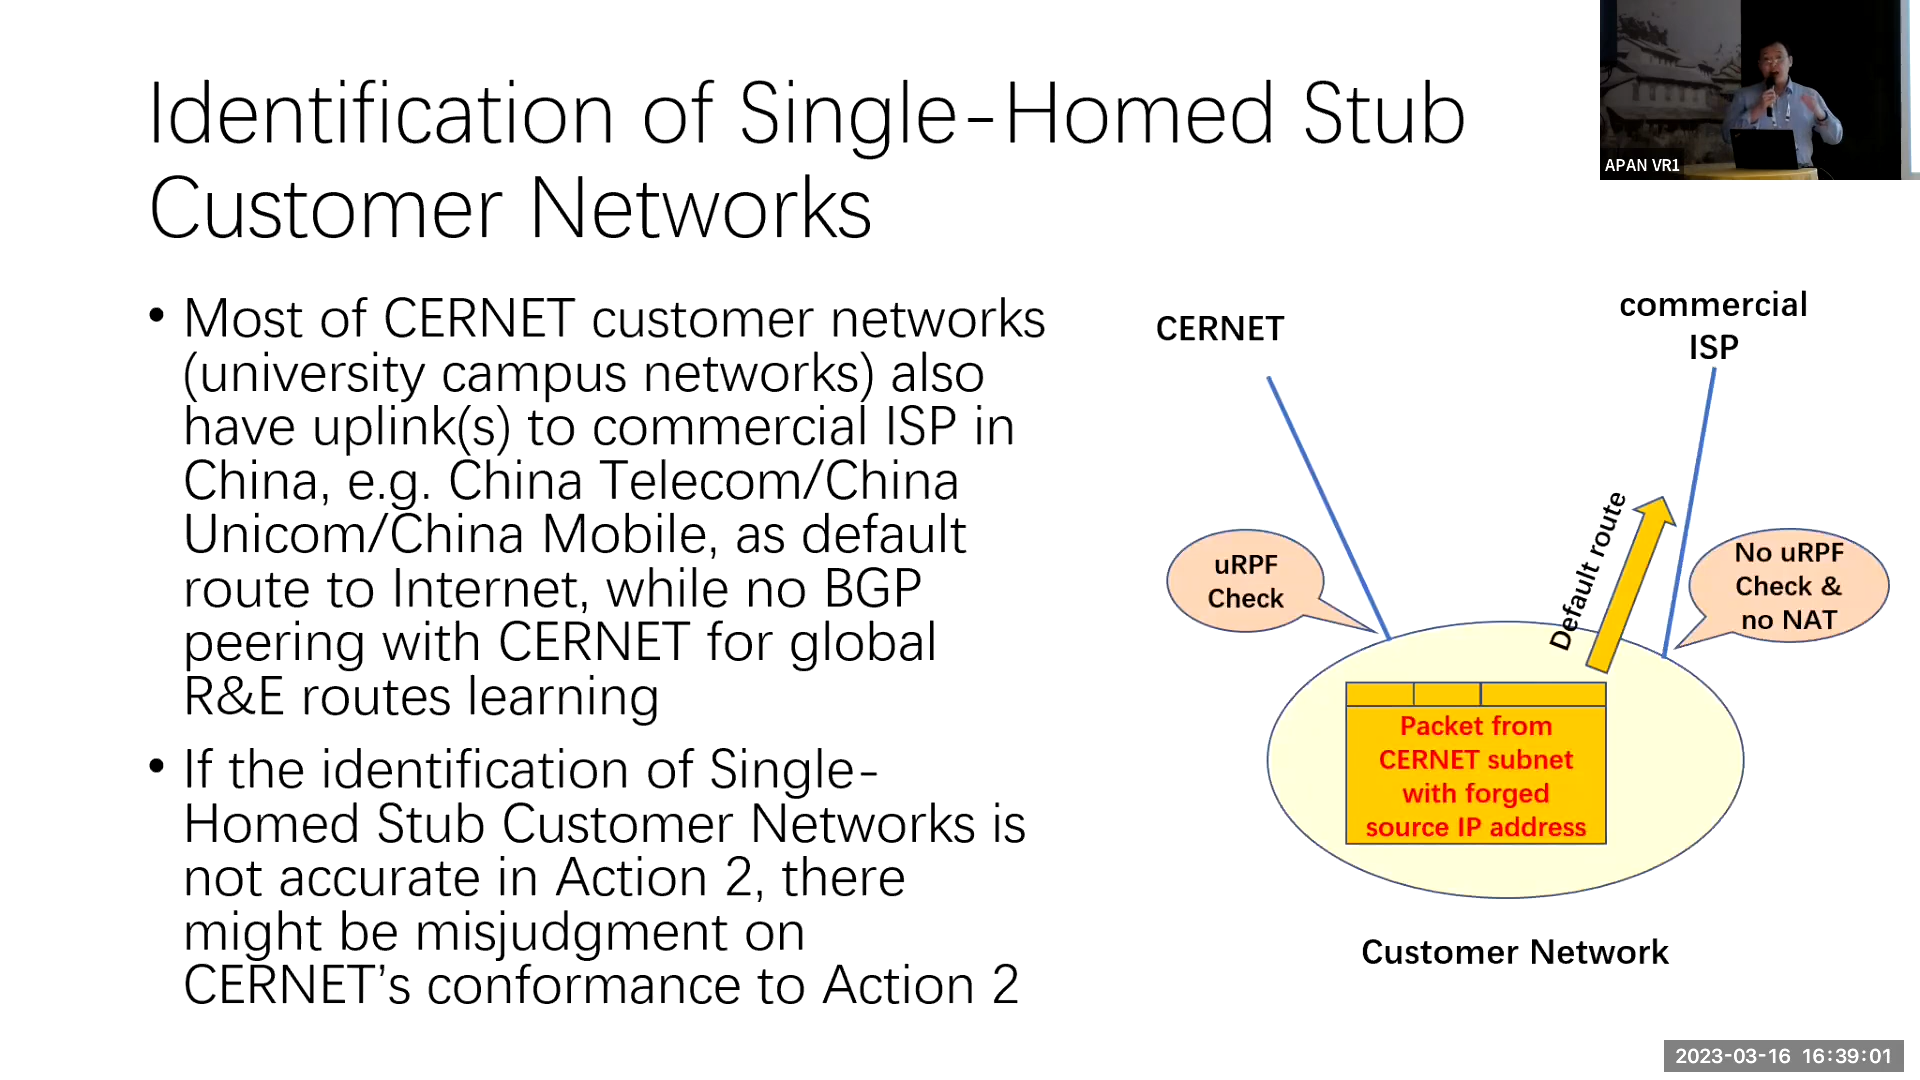 Identification of Single-Homed Stub
Customer Networks
APAN VR1
• Most of CERNET customer networks
(university campus networks) also
have uplink(s) to commercial ISP in
China, e.g. China Telecom/China
Unicom/China Mobile, as default
route to Internet, while no BGP
peering with CERNET for global
R&E routes learning
• If the identification of Single-
Homed Stub Customer Networks is
not accurate in Action 2, there
might be misjudgment on
CERNET’s conformance to Action 2
CERNET
commercial
ISP
uRPF
Check
Default route
No uRPF
Check &
no NAT
Packet from
CERNET subnet
with forged
source IP address
Customer Network
2023-03-16 16:39:01